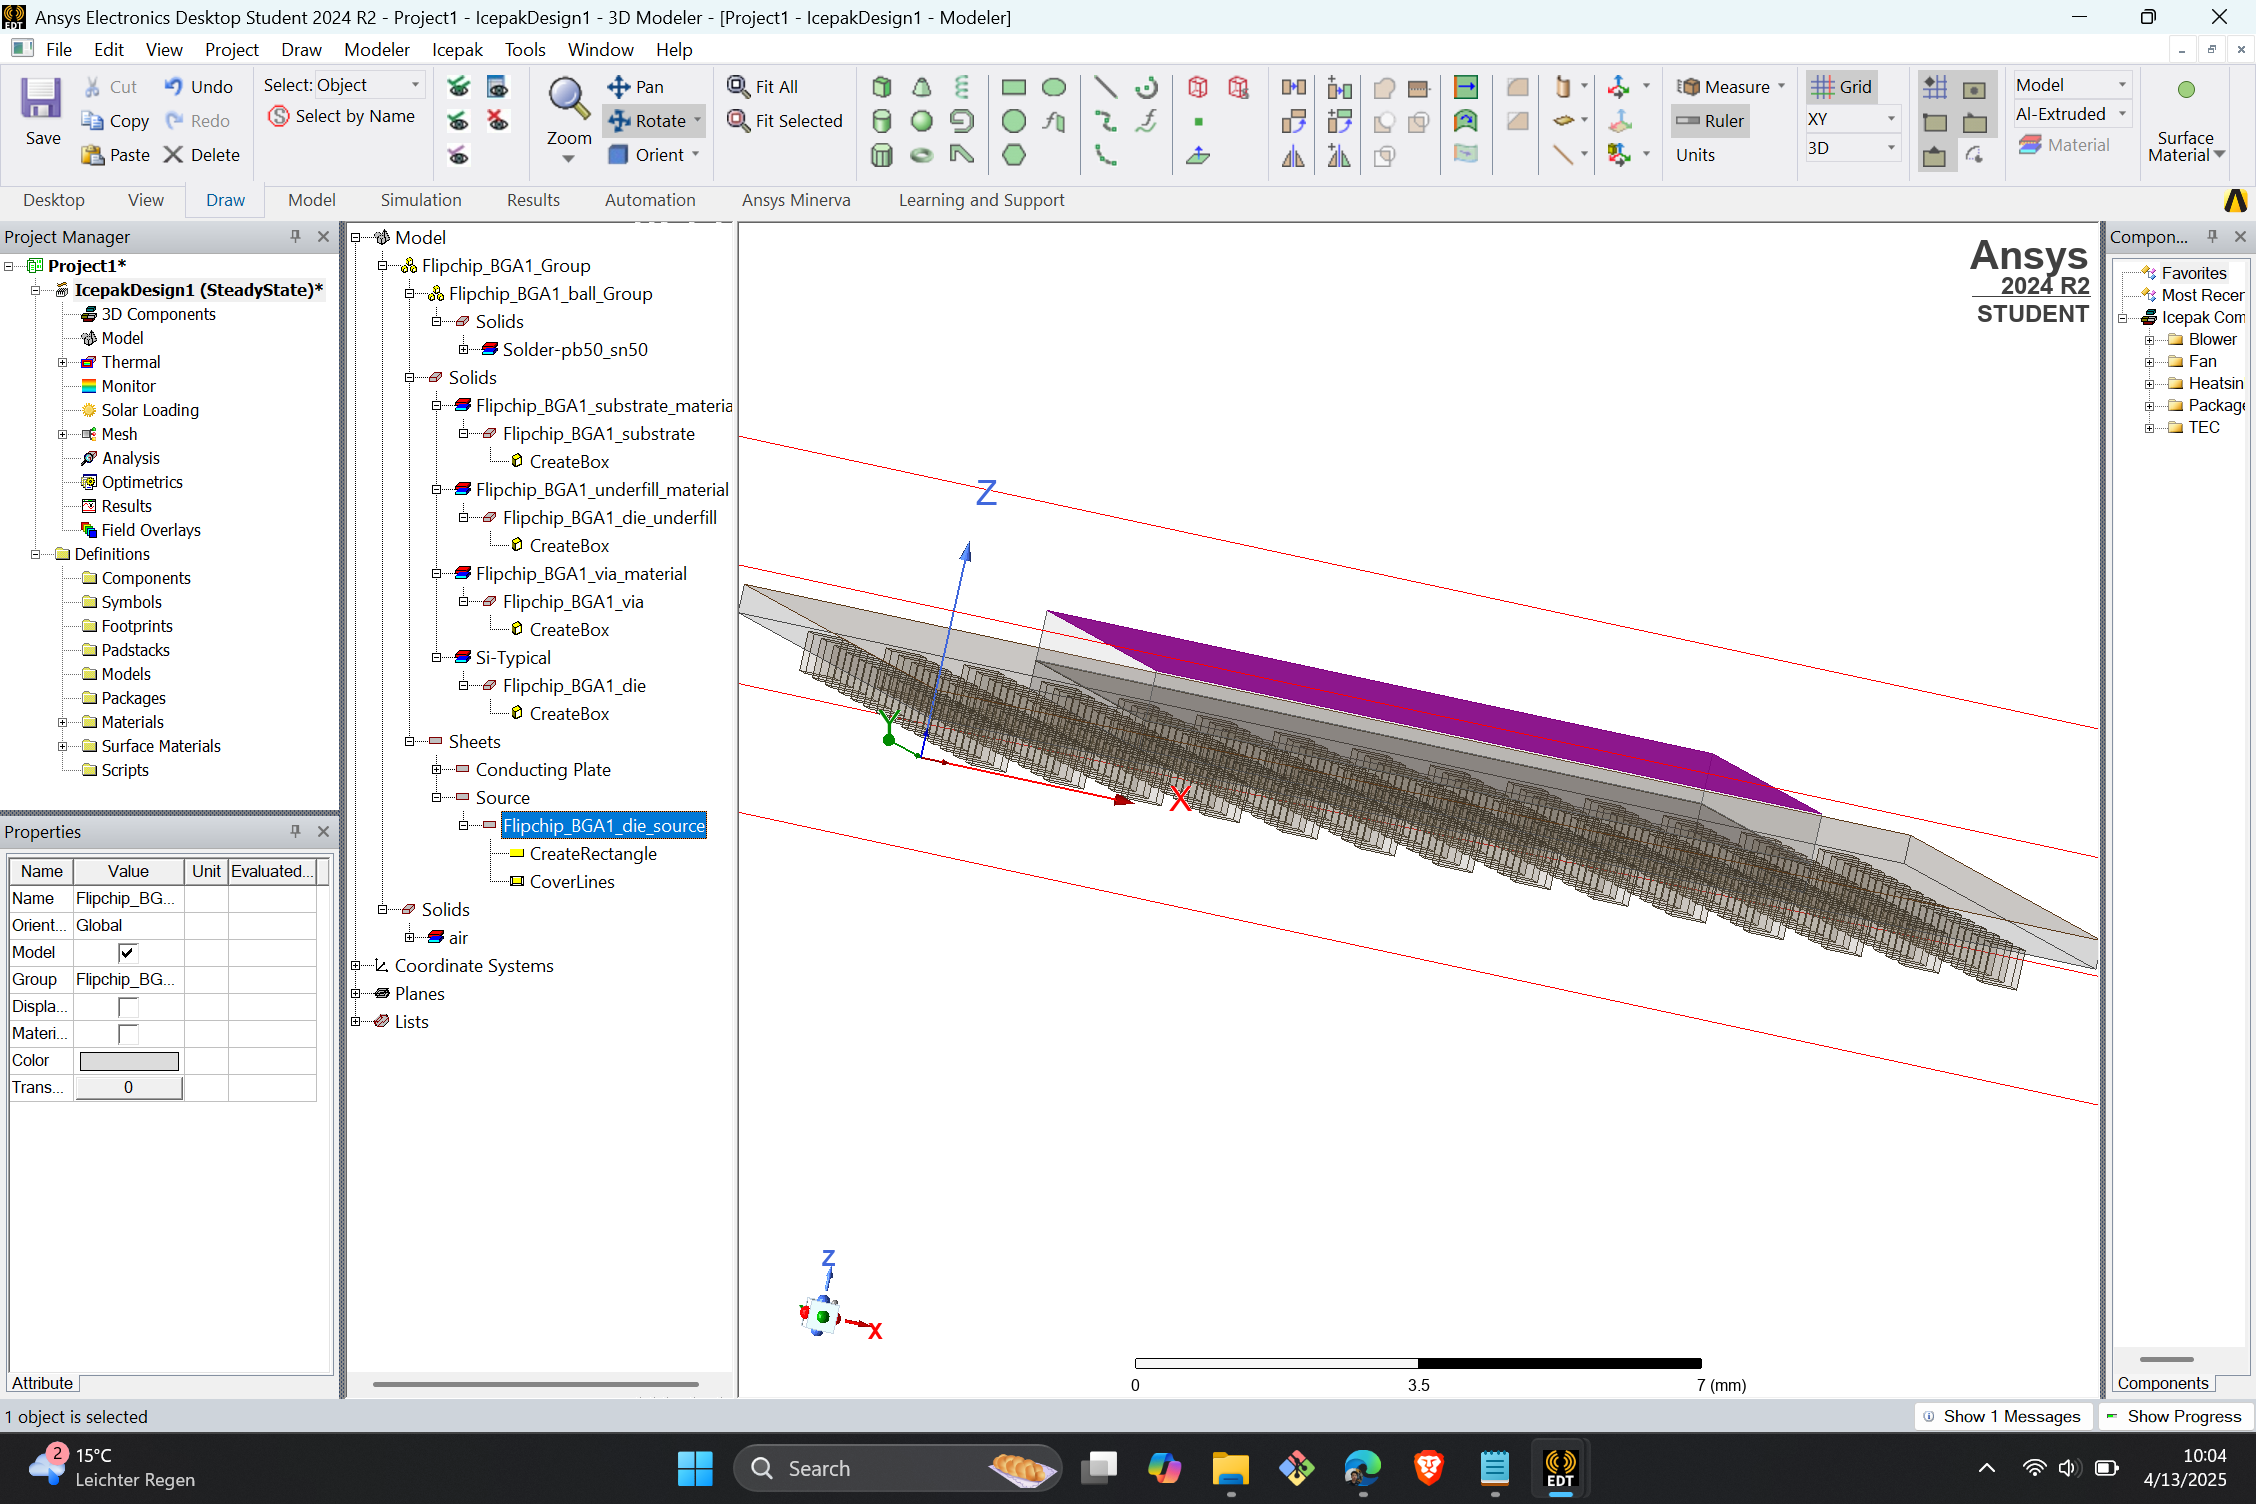 Ansys Electronics Desktop Student 2024 R2 - Project1 - IcepakDesign1 - 3D Modeler - [Project1 - IcepakDesign1 - Modeler]
File Edit View Project Draw Modeler Icepak Tools Window Help
Save
Cut
Copy
Paste
Undo
Redo
Delete
Select: Object
Select by Name
Zoom
Pan
Rotate
Orient
Fit All
Fit Selected
Measure
Ruler
Units
Grid
XY
3D
Model
Al-Extruded
Material
Surface
Material
Desktop View Draw Model Simulation Results Automation Ansys Minerva Learning and Support
Project Manager
Project1*
IcepakDesign1 (SteadyState)*
3D Components
Model
Thermal
Monitor
Solar Loading
Mesh
Analysis
Optimetrics
Results
Field Overlays
Definitions
Components
Symbols
Footprints
Padstacks
Models
Packages
Materials
Surface Materials
Scripts
Properties
Name Value Unit Evaluated...
Name Flipchip_BG...
Orient... Global
Model
Group Flipchip_BG...
Displa...
Materi...
Color
Trans... 0
Attribute
Model
Flipchip_BGA1_Group
Flipchip_BGA1_ball_Group
Solids
Solder-pb50_sn50
Solids
Flipchip_BGA1_substrate_materia
Flipchip_BGA1_substrate
CreateBox
Flipchip_BGA1_underfill_material
Flipchip_BGA1_die_underfill
CreateBox
Flipchip_BGA1_via_material
Flipchip_BGA1_via
CreateBox
Si-Typical
Flipchip_BGA1_die
CreateBox
Sheets
Conducting Plate
Source
Flipchip_BGA1_die_source
CreateRectangle
CoverLines
Solids
air
Coordinate Systems
Planes
Lists
Ansys
2024 R2
STUDENT
Z
Y
X
Z
X
0 3.5 7 (mm)
Compon...
Favorites
Most Recer
Icepak Com
Blower
Fan
Heatsin
Package
TEC
Components
1 object is selected
Show 1 Messages Show Progress
2
15°C
Leichter Regen
Search
EDT
10:04
4/13/2025